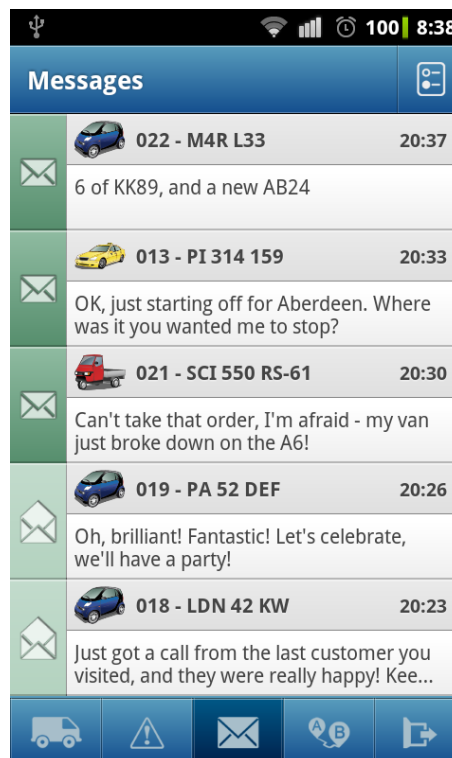 100 8:38
Messages
022 - M4R L33 20:37
6 of KK89, and a new AB24
013 - PI 314 159 20:33
OK, just starting off for Aberdeen. Where
was it you wanted me to stop?
021 - SCI 550 RS-61 20:30
Can't take that order, I'm afraid - my van
just broke down on the A6!
019 - PA 52 DEF 20:26
Oh, brilliant! Fantastic! Let's celebrate,
we'll have a party!
018 - LDN 42 KW 20:23
Just got a call from the last customer you
visited, and they were really happy! Kee...
A B